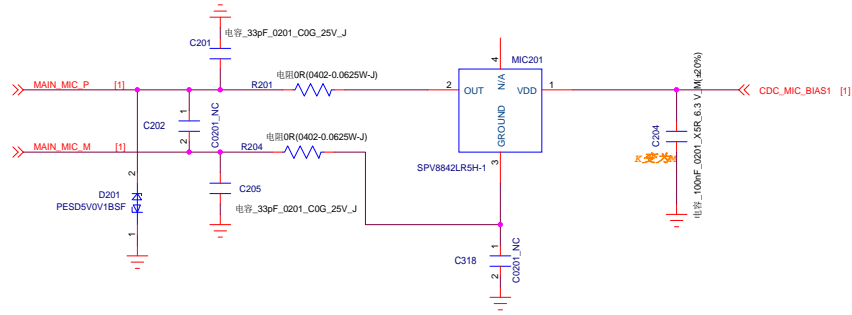 电容_33pF_0201_C0G_25V_J
C201
4
MIC201
MAIN_MIC_P [1]
R201
电阻0R(0402-0.0625W-J)
2
OUT
N/A
VDD
1
CDC_MIC_BIAS1 [1]
1
C202
2
C0201_NC
GROUND
C204
电容_100nF_0201_X5R_6.3 V_M(±20%)
K变为M
MAIN_MIC_M [1]
R204
电阻0R(0402-0.0625W-J)
3
SPV8842LR5H-1
2
D201
PESD5V0V1BSF
1
C205
电容_33pF_0201_C0G_25V_J
1
C318
2
C0201_NC